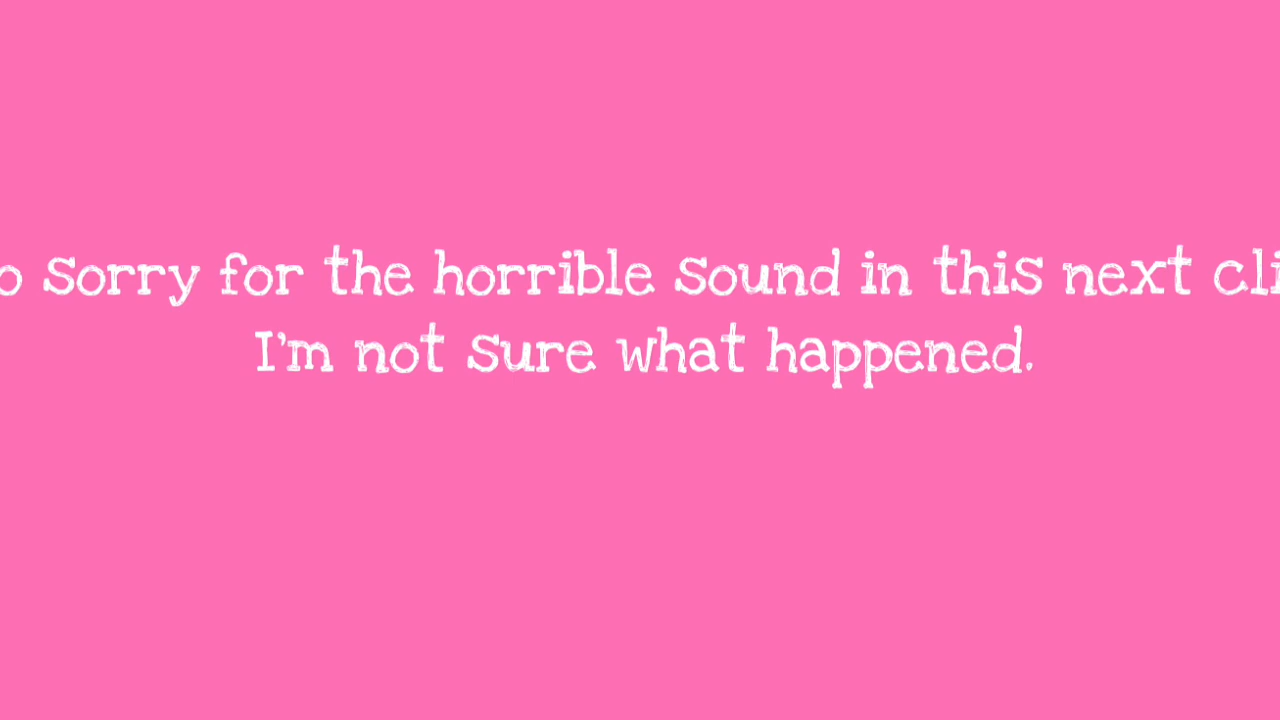 o sorry for the horrible sound in this next cli
I'm not sure what happened.